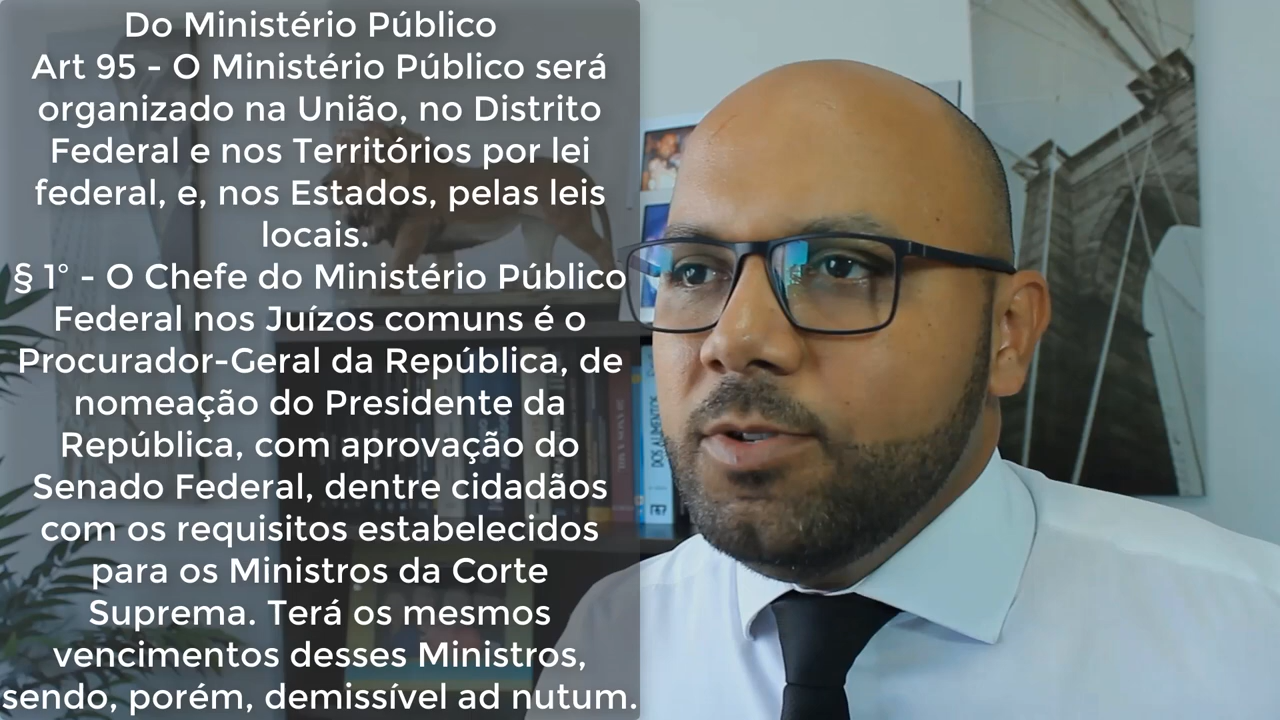 Do Ministério Público
Art 95 - O Ministério Público será
organizado na União, no Distrito
Federal e nos Territórios por lei
federal, e, nos Estados, pelas leis
locais.
§ 1° - O Chefe do Ministério Público
Federal nos Juízos comuns é o
Procurador-Geral da República, de
nomeação do Presidente da
República, com aprovação do
Senado Federal, dentre cidadãos
com os requisitos estabelecidos
para os Ministros da Corte
Suprema. Terá os mesmos
vencimentos desses Ministros,
sendo, porém, demissível ad nutum.
DOS ALIMENTOS